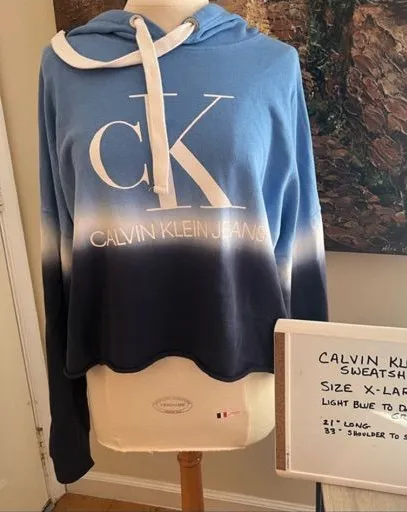 CK
CALVIN KLEIN JEANS
CALVIN KL
SWEATSH
SIZE X-LAR
LIGHT BLUE TO D
21" LONG
33" SHOULDER TO S